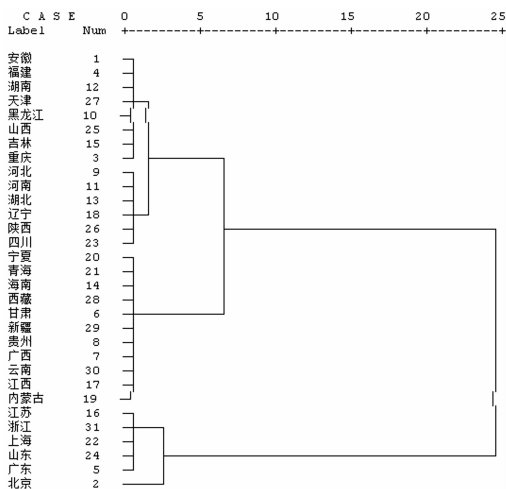 C A S E 0 5 10 15 20 25
Label Num
安徽 1
福建 4
湖南 12
天津 27
黑龙江 10
山西 25
吉林 15
重庆 3
河北 9
河南 11
湖北 13
辽宁 18
陕西 26
四川 23
宁夏 20
青海 21
海南 14
西藏 28
甘肃 6
新疆 29
贵州 8
广西 7
云南 30
江西 17
内蒙古 19
江苏 16
浙江 31
上海 22
山东 24
广东 5
北京 2